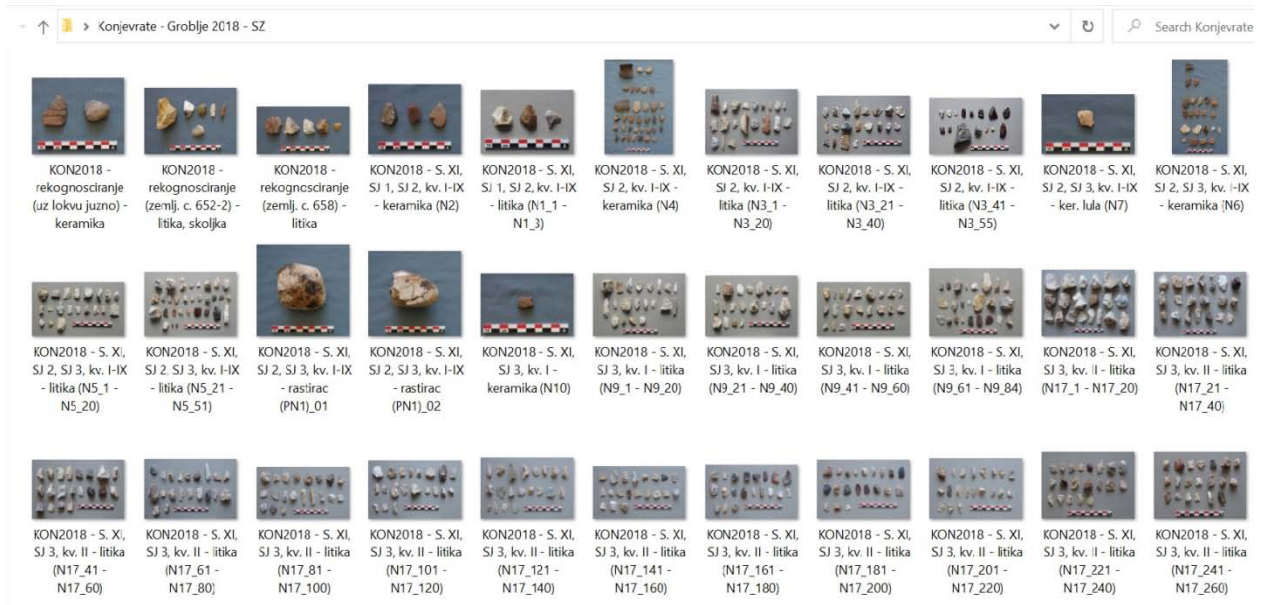 Konjevrate - Groblje 2018 - SZ
Search Konjevrate
KON2018 -
rekognosciranje
(uz lokvu juzno) -
keramika
KON2018 -
rekognosciranje
(zemlj. c. 652-2) -
litika, skoljka
KON2018 -
rekognosciranje
(zemlj. c. 658) -
litika
KON2018 - S. XI,
SJ 1, SJ 2, kv. I-IX
- keramika (N2)
KON2018 - S. XI,
SJ 1, SJ 2, kv. I-IX
- litika (N1_1 -
N1_3)
KON2018 - S. XI,
SJ 2, kv. I-IX -
keramika (N4)
KON2018 - S. XI,
SJ 2, kv. I-IX -
litika (N3_1 -
N3_20)
KON2018 - S. XI,
SJ 2, kv. I-IX -
litika (N3_21 -
N3_40)
KON2018 - S. XI,
SJ 2, kv. I-IX -
litika (N3_41 -
N3_55)
KON2018 - S. XI,
SJ 2, SJ 3, kv. I-IX
- ker. lula (N7)
KON2018 - S. XI,
SJ 2, SJ 3, kv. I-IX
- keramika (N6)
KON2018 - S. XI,
SJ 2, SJ 3, kv. I-IX
- litika (N5_1 -
N5_20)
KON2018 - S. XI,
SJ 2, SJ 3, kv. I-IX
- litika (N5_21 -
N5_51)
KON2018 - S. XI,
SJ 2, SJ 3, kv. I-IX
- rastirac
(PN1)_01
KON2018 - S. XI,
SJ 2, SJ 3, kv. I-IX
- rastirac
(PN1)_02
KON2018 - S. XI,
SJ 3, kv. I -
keramika (N10)
KON2018 - S. XI,
SJ 3, kv. I - litika
(N9_1 - N9_20)
KON2018 - S. XI,
SJ 3, kv. I - litika
(N9_21 - N9_40)
KON2018 - S. XI,
SJ 3, kv. I - litika
(N9_41 - N9_60)
KON2018 - S. XI,
SJ 3, kv. I - litika
(N9_61 - N9_84)
KON2018 - S. XI,
SJ 3, kv. II - litika
(N17_1 - N17_20)
KON2018 - S. XI,
SJ 3, kv. II - litika
(N17_21 -
N17_40)
KON2018 - S. XI,
SJ 3, kv. II - litika
(N17_41 -
N17_60)
KON2018 - S. XI,
SJ 3, kv. II - litika
(N17_61 -
N17_80)
KON2018 - S. XI,
SJ 3, kv. II - litika
(N17_81 -
N17_100)
KON2018 - S. XI,
SJ 3, kv. II - litika
(N17_101 -
N17_120)
KON2018 - S. XI,
SJ 3, kv. II - litika
(N17_121 -
N17_140)
KON2018 - S. XI,
SJ 3, kv. II - litika
(N17_141 -
N17_160)
KON2018 - S. XI,
SJ 3, kv. II - litika
(N17_161 -
N17_180)
KON2018 - S. XI,
SJ 3, kv. II - litika
(N17_181 -
N17_200)
KON2018 - S. XI,
SJ 3, kv. II - litika
(N17_201 -
N17_220)
KON2018 - S. XI,
SJ 3, kv. II - litika
(N17_221 -
N17_240)
KON2018 - S. XI,
SJ 3, kv. II - litika
(N17_241 -
N17_260)